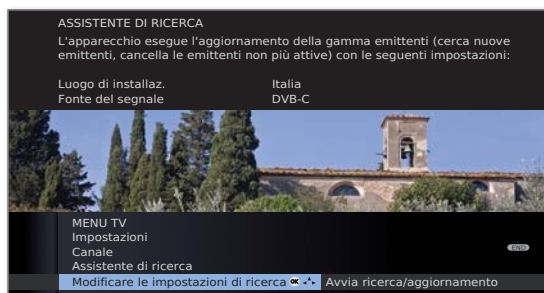 ASSISTENTE DI RICERCA
L'apparecchio esegue l'aggiornamento della gamma emittenti (cerca nuove
emittenti, cancella le emittenti non più attive) con le seguenti impostazioni:
Luogo di installaz. Italia
Fonte del segnale DVB-C
MENU TV
Impostazioni
END
Canale
Assistente di ricerca
Modificare le impostazioni di ricerca OK Avvia ricerca/aggiornamento